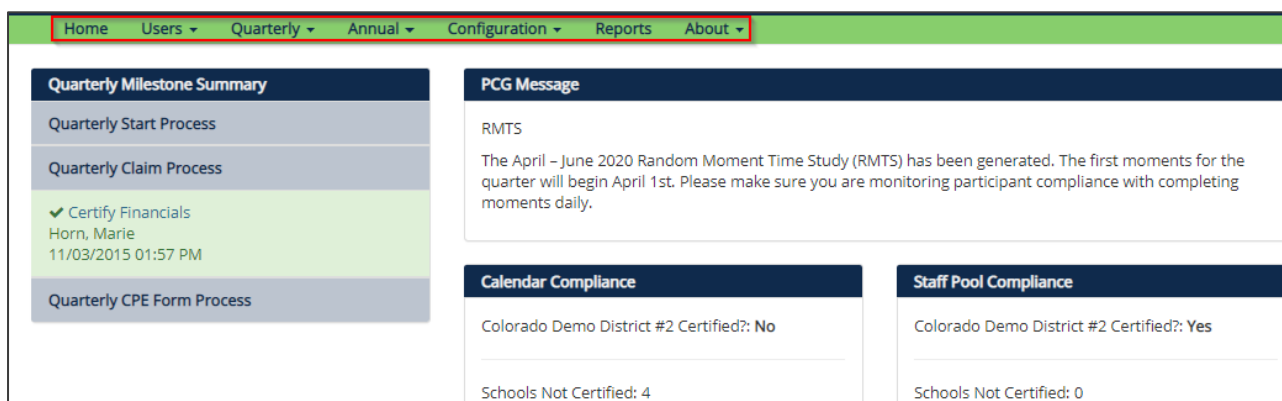 Home Users Quarterly Annual Configuration Reports About
Quarterly Milestone Summary
Quarterly Start Process
Quarterly Claim Process
Certify Financials
Horn, Marie
11/03/2015 01:57 PM
Quarterly CPE Form Process
PCG Message
RMTS
The April – June 2020 Random Moment Time Study (RMTS) has been generated. The first moments for the
quarter will begin April 1st. Please make sure you are monitoring participant compliance with completing
moments daily.
Calendar Compliance
Colorado Demo District #2 Certified?: No
Schools Not Certified: 4
Staff Pool Compliance
Colorado Demo District #2 Certified?: Yes
Schools Not Certified: 0